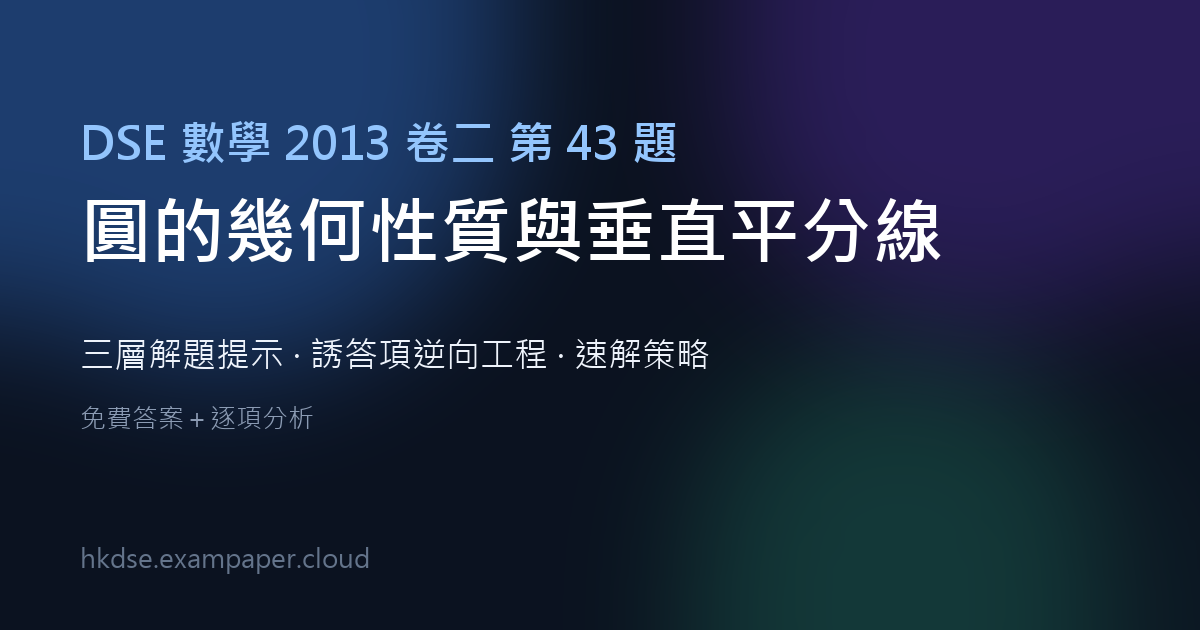 DSE 數學 2013 卷二 第 43 題
圓的幾何性質與垂直平分線
三層解題提示 · 誘答項逆向工程 · 速解策略
免費答案 + 逐項分析
hkdse.exampaper.cloud